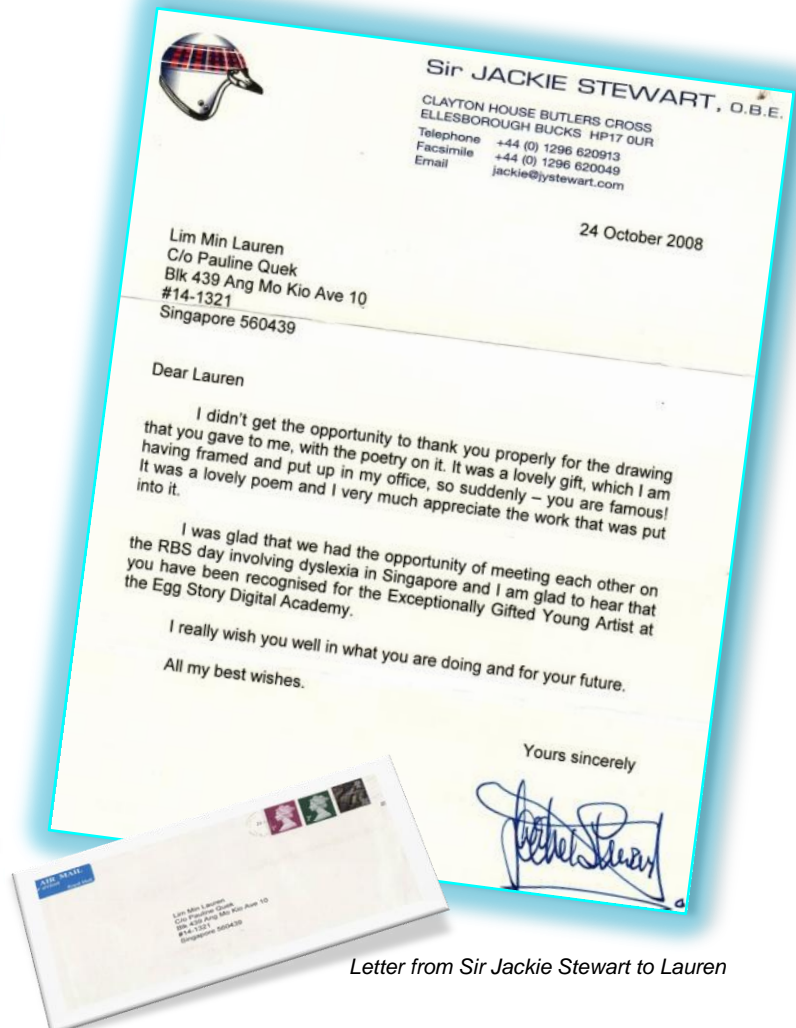 Sir JACKIE STEWART, O.B.E.
CLAYTON HOUSE BUTLERS CROSS
ELLESBOROUGH BUCKS HP17 0UR
Telephone +44 (0) 1296 620913
Facsimile +44 (0) 1296 620049
Email jackie@jystewart.com
24 October 2008
Lim Min Lauren
C/o Pauline Quek
Blk 439 Ang Mo Kio Ave 10
#14-1321
Singapore 560439
Dear Lauren
I didn't get the opportunity to thank you properly for the drawing
that you gave to me, with the poetry on it. It was a lovely gift, which I am
having framed and put up in my office, so suddenly – you are famous!
It was a lovely poem and I very much appreciate the work that was put
into it.
I was glad that we had the opportunity of meeting each other on
the RBS day involving dyslexia in Singapore and I am glad to hear that
you have been recognised for the Exceptionally Gifted Young Artist at
the Egg Story Digital Academy.
I really wish you well in what you are doing and for your future.
All my best wishes.
Yours sincerely
AIR MAIL
Royal Mail
Lim Min Lauren
C/o Pauline Quek
Blk 439 Ang Mo Kio Ave 10
#14-1321
Singapore 560439
Letter from Sir Jackie Stewart to Lauren